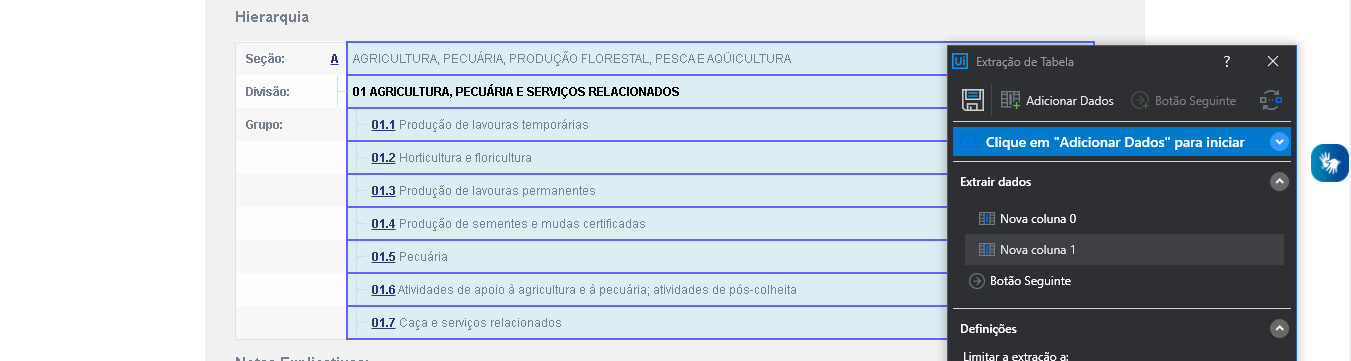 Hierarquia
Seção: A AGRICULTURA, PECUÁRIA, PRODUÇÃO FLORESTAL, PESCA E AQÜICULTURA
Divisão: 01 AGRICULTURA, PECUÁRIA E SERVIÇOS RELACIONADOS
Grupo: 01.1 Produção de lavouras temporárias
01.2 Horticultura e floricultura
01.3 Produção de lavouras permanentes
01.4 Produção de sementes e mudas certificadas
01.5 Pecuária
01.6 Atividades de apoio à agricultura e à pecuária; atividades de pós-colheita
01.7 Caça e serviços relacionados
Notas Explicativas:
Ui Extração de Tabela ?
Adicionar Dados Botão Seguinte
Clique em "Adicionar Dados" para iniciar
Extrair dados
Nova coluna 0
Nova coluna 1
Botão Seguinte
Definições
Limitar a extração a: